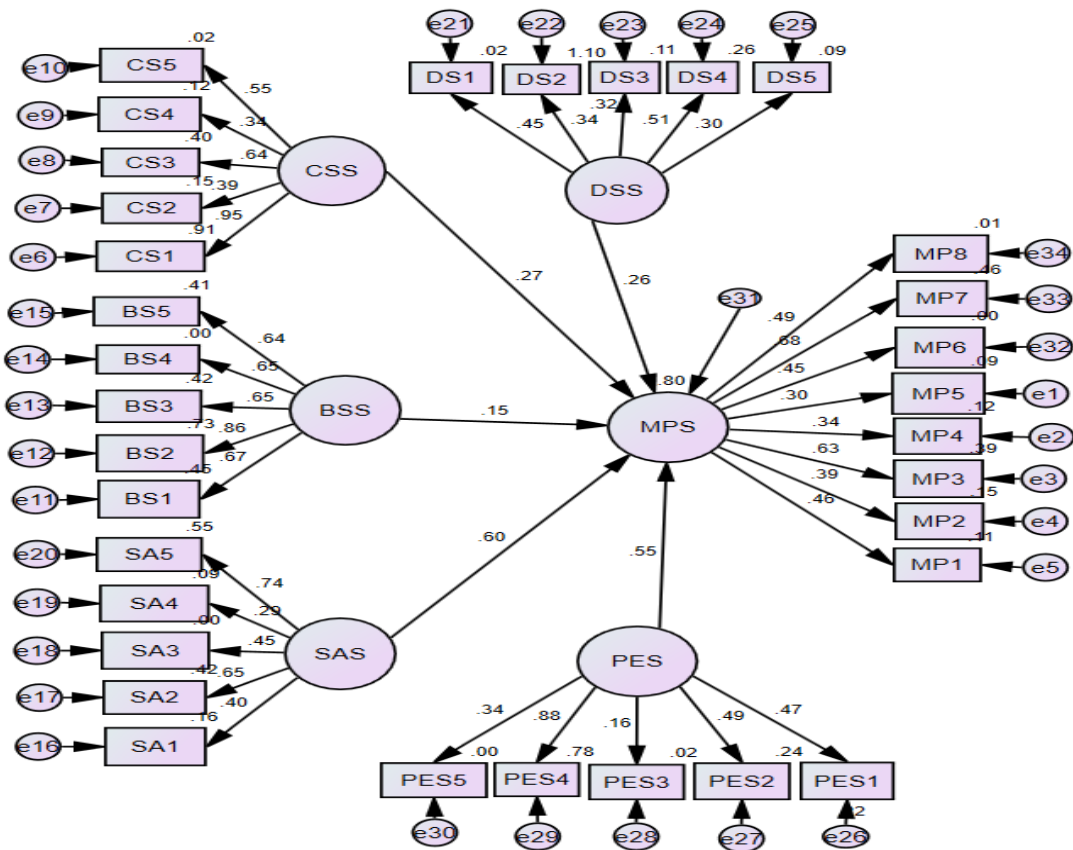 e21 e22 e23 e24 e25
.02 1.10 .11 .26 .09
DS1 DS2 DS3 DS4 DS5
.45 .34 .32 .51 .30
DSS
.26
.02
e10 CS5
.55
.12
e9 CS4
.34
.40
e8 CS3
.64
.15
e7 CS2
.39
.91
e6 CS1
.95
CSS
.27
.41
e15 BS5
.64
.00
e14 BS4
.65
.42
e13 BS3
.65
.73
e12 BS2
.86
.45
e11 BS1
.67
BSS
.15
.55
e20 SA5
.74
.09
e19 SA4
.29
.00
e18 SA3
.45
.42
e17 SA2
.65
.16
e16 SA1
.40
SAS
.60
e31
.80
MPS
.01
.49 MP8 e34
.46
.68 MP7 e33
.00
.45 MP6 e32
.09
.30 MP5 e1
.12
.34 MP4 e2
.39
.63 MP3 e3
.15
.39 MP2 e4
.11
.46 MP1 e5
.55
PES
.34 .88 .16 .49 .47
.00 .78 .02 .24
PES5 PES4 PES3 PES2 PES1
e30 e29 e28 e27 e26